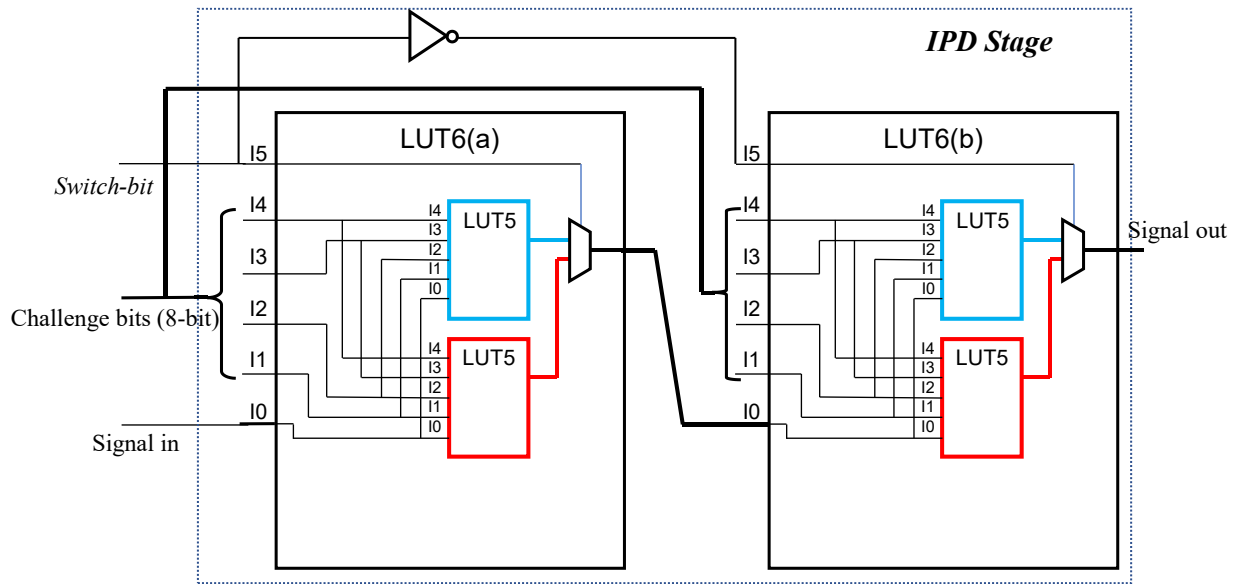 IPD Stage
LUT6(a)
LUT6(b)
I5
I5
Switch-bit
I4
I4
LUT5
I4
I4
LUT5
I3
I3
Signal out
I3
I2
I3
I2
I1
I1
I0
I0
Challenge bits (8-bit)
I2
I2
I4
LUT5
I4
LUT5
I3
I3
I1
I2
I1
I2
I1
I1
I0
I0
I0
I0
Signal in